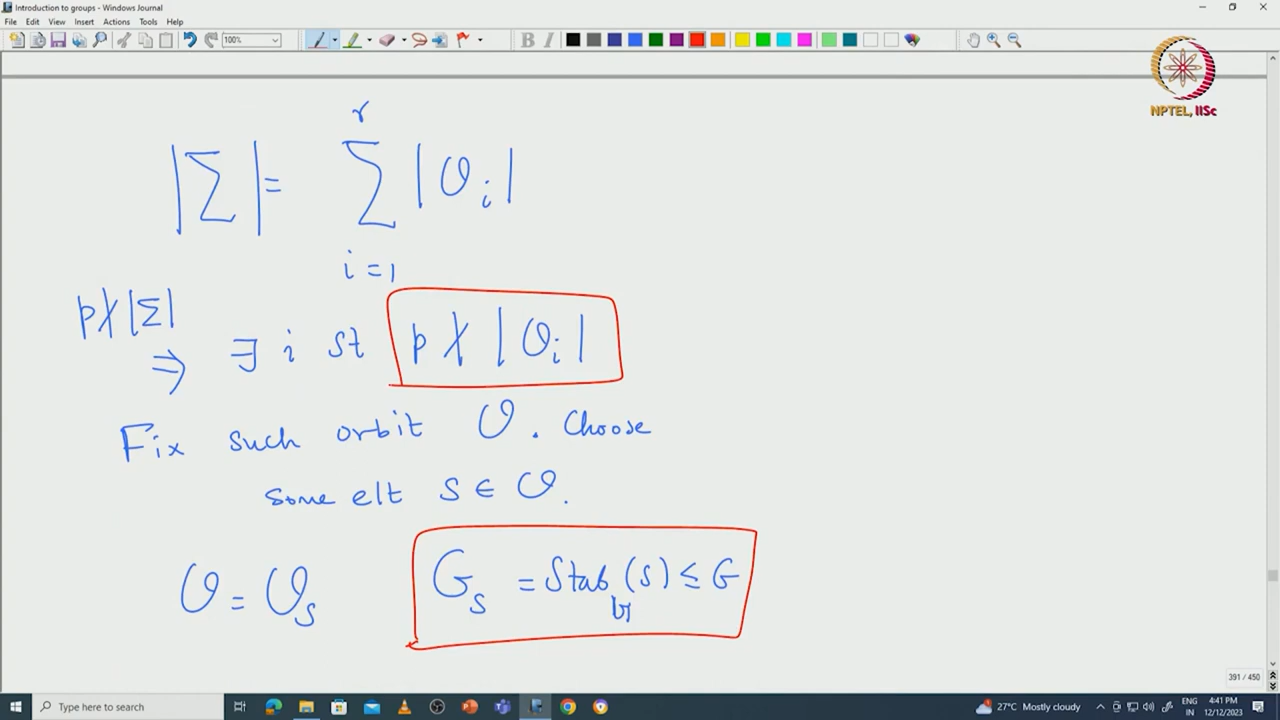 Introduction to groups - Windows Journal
File Edit View Insert Actions Tools Help
100%
B I
NPTEL, IISc
r
|Σ| = Σ |O_i|
i = 1
p∤|Σ|
⇒ ∃ i st p ∤ |O_i|
Fix such orbit O. Choose
some elt s ∈ O.
O = O_s G_s = Stab_G(s) ≤ G
391 / 450
Type here to search
27°C Mostly cloudy
ENG
IN
4:41 PM
12/12/2023